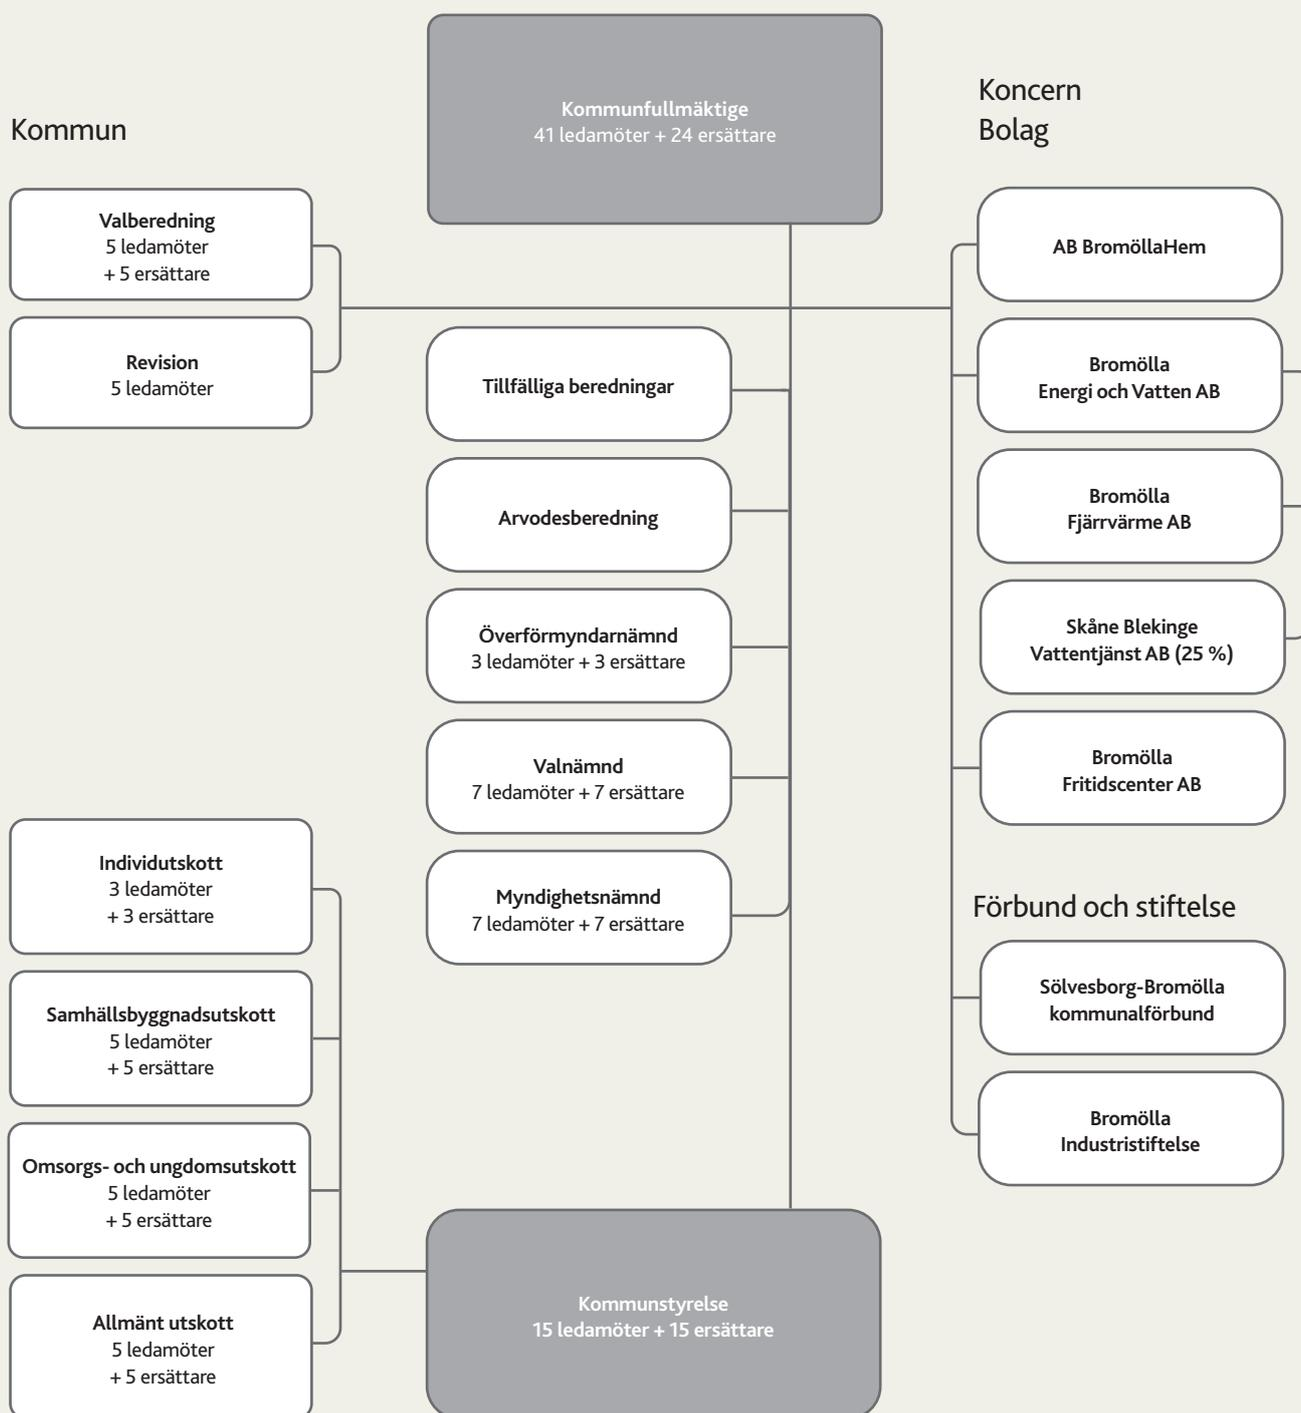 Kommun
Valberedning
5 ledamöter
+ 5 ersättare
Revision
5 ledamöter
Individutskott
3 ledamöter
+ 3 ersättare
Samhällsbyggnadsutskott
5 ledamöter
+ 5 ersättare
Omsorgs- och ungdomsutskott
5 ledamöter
+ 5 ersättare
Allmänt utskott
5 ledamöter
+ 5 ersättare
Kommunfullmäktige
41 ledamöter + 24 ersättare
Tillfälliga beredningar
Arvodesberedning
Överförmyndarnämnd
3 ledamöter + 3 ersättare
Valnämnd
7 ledamöter + 7 ersättare
Myndighetsnämnd
7 ledamöter + 7 ersättare
Kommunstyrelse
15 ledamöter + 15 ersättare
Koncern
Bolag
AB BromöllaHem
Bromölla
Energi och Vatten AB
Bromölla
Fjärrvärme AB
Skåne Blekinge
Vattentjänst AB (25 %)
Bromölla
Fritidscenter AB
Förbund och stiftelse
Sölvesborg-Bromölla
kommunalförbund
Bromölla
Industristiftelse